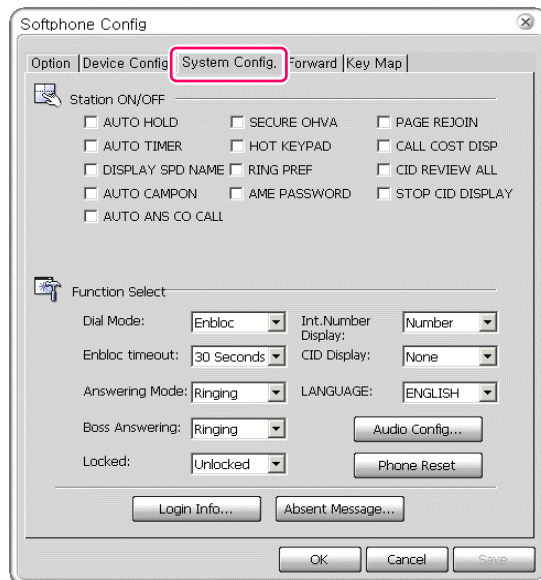 Softphone Config
Option Device Config. System Config. Forward Key Map
Station ON/OFF
AUTO HOLD SECURE OHVA PAGE REJOIN
AUTO TIMER HOT KEYPAD CALL COST DISP
DISPLAY SPD NAME RING PREF CID REVIEW ALL
AUTO CAMPON AME PASSWORD STOP CID DISPLAY
AUTO ANS CO CALL
Function Select
Dial Mode: Enbloc Int.Number Display: Number
Enbloc timeout: 30 Seconds CID Display: None
Answering Mode: Ringing LANGUAGE: ENGLISH
Boss Answering: Ringing Audio Config...
Locked: Unlocked Phone Reset
Login Info... Absent Message...
OK Cancel Save